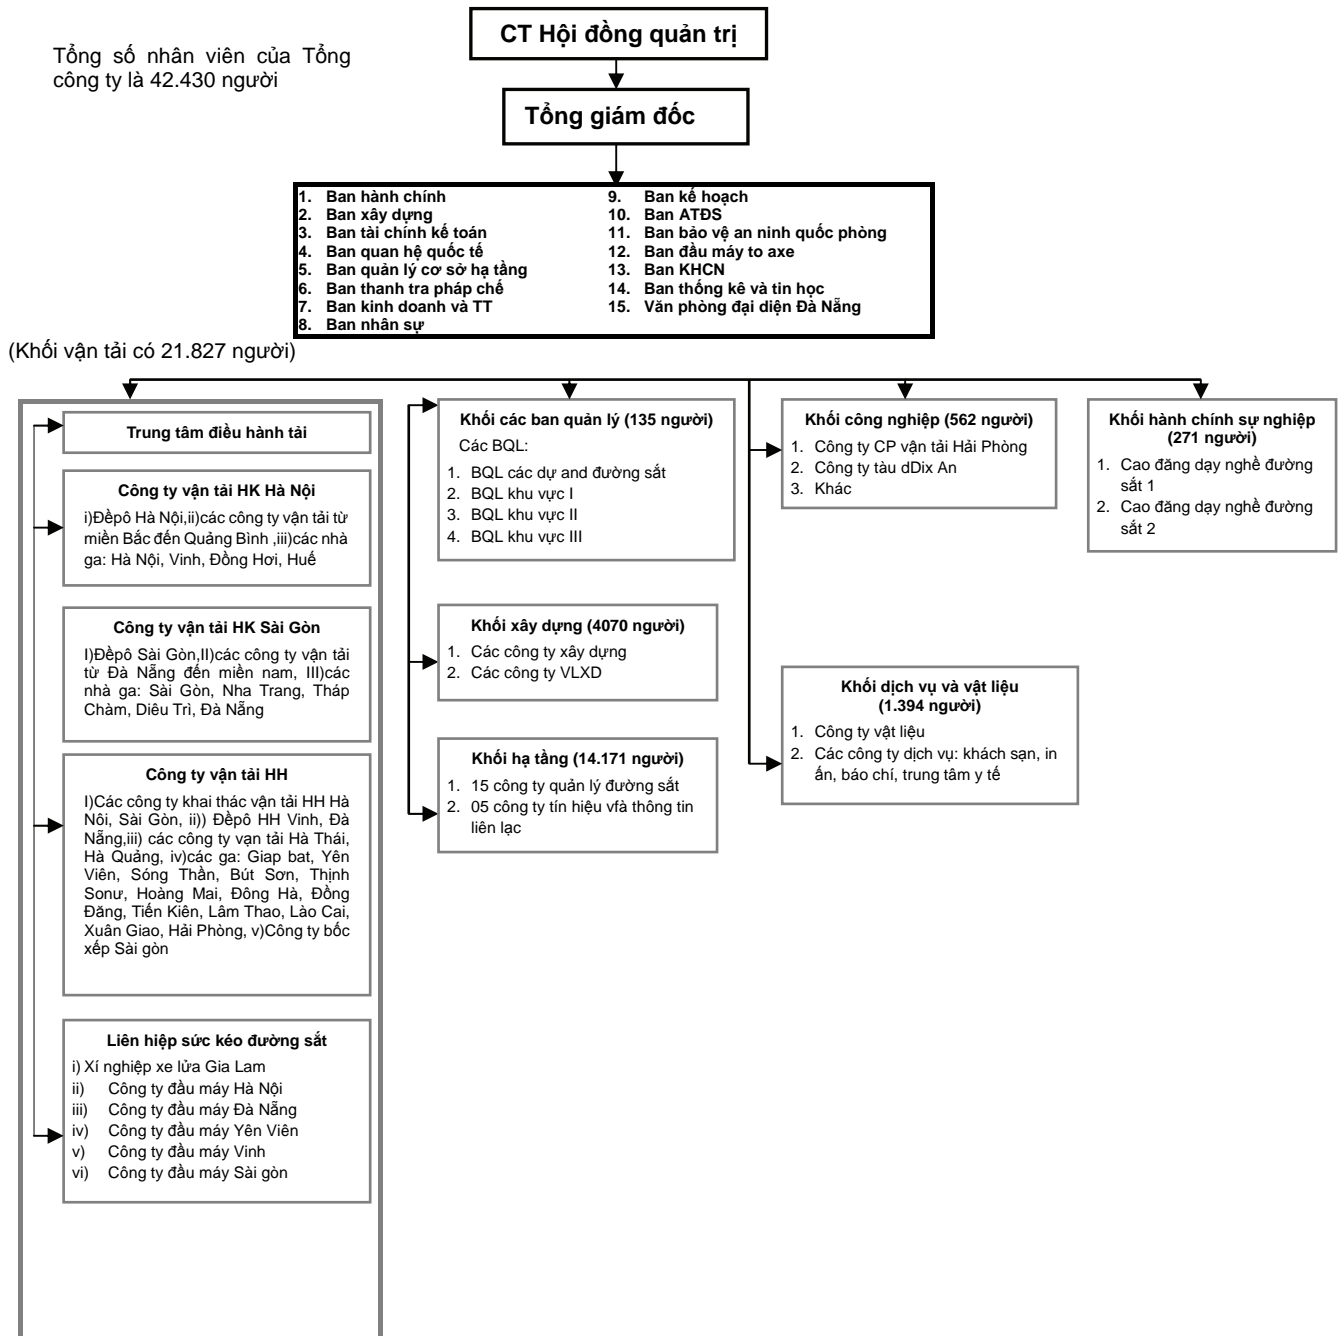 Tổng số nhân viên của Tổng
công ty là 42.430 người
CT Hội đồng quản trị
Tổng giám đốc
1. Ban hành chính
2. Ban xây dựng
3. Ban tài chính kế toán
4. Ban quan hệ quốc tế
5. Ban quản lý cơ sở hạ tầng
6. Ban thanh tra pháp chế
7. Ban kinh doanh và TT
8. Ban nhân sự
9. Ban kế hoạch
10. Ban ATĐS
11. Ban bảo vệ an ninh quốc phòng
12. Ban đầu máy to axe
13. Ban KHCN
14. Ban thống kê và tin học
15. Văn phòng đại diện Đà Nẵng
(Khối vận tải có 21.827 người)
Trung tâm điều hành tải
Công ty vận tải HK Hà Nội
i)Đềpô Hà Nội,ii)các công ty vận tải từ
miền Bắc đến Quảng Bình ,iii)các nhà
ga: Hà Nội, Vinh, Đồng Hơi, Huế
Công ty vận tải HK Sài Gòn
I)Đềpô Sài Gòn,II)các công ty vận tải
từ Đà Nẵng đến miền nam, III)các
nhà ga: Sài Gòn, Nha Trang, Tháp
Chàm, Diêu Trì, Đà Nẵng
Công ty vận tải HH
I)Các công ty khai thác vận tải HH Hà
Nôi, Sài Gòn, ii)) Đềpô HH Vinh, Đà
Nẵng,iii) các công ty vạn tải Hà Thái,
Hà Quảng, iv)các ga: Giap bat, Yên
Viên, Sóng Thần, Bút Sơn, Thịnh
Sonư, Hoàng Mai, Đông Hà, Đồng
Đăng, Tiến Kiên, Lâm Thao, Lào Cai,
Xuân Giao, Hải Phòng, v)Công ty bốc
xếp Sài gòn
Liên hiệp sức kéo đường sắt
i) Xí nghiệp xe lửa Gia Lam
ii) Công ty đầu máy Hà Nội
iii) Công ty đầu máy Đà Nẵng
iv) Công ty đầu máy Yên Viên
v) Công ty đầu máy Vinh
vi) Công ty đầu máy Sài gòn
Khối các ban quản lý (135 người)
Các BQL:
1. BQL các dự and đường sắt
2. BQL khu vực I
3. BQL khu vực II
4. BQL khu vực III
Khối xây dựng (4070 người)
1. Các công ty xây dựng
2. Các công ty VLXD
Khối hạ tầng (14.171 người)
1. 15 công ty quản lý đường sắt
2. 05 công ty tín hiệu vfà thông tin
liên lạc
Khối công nghiệp (562 người)
1. Công ty CP vận tải Hải Phòng
2. Công ty tàu dDix An
3. Khác
Khối dịch vụ và vật liệu
(1.394 người)
1. Công ty vật liệu
2. Các công ty dịch vụ: khách sạn, in
ấn, báo chí, trung tâm y tế
Khối hành chính sự nghiệp
(271 người)
1. Cao đăng dạy nghề đường
sắt 1
2. Cao đăng dạy nghề đường
sắt 2